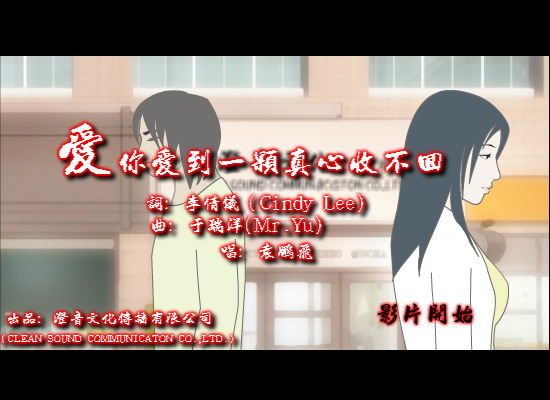 愛你愛到一顆真心收不回
詞: 李倩儀 (Cindy Lee)
曲: 于瑞洋(Mr.Yu)
唱: 袁鵬飛
影片開始
出品: 澄音文化傳播有限公司
(CLEAN SOUND COMMUNICATON CO.,LTD.)